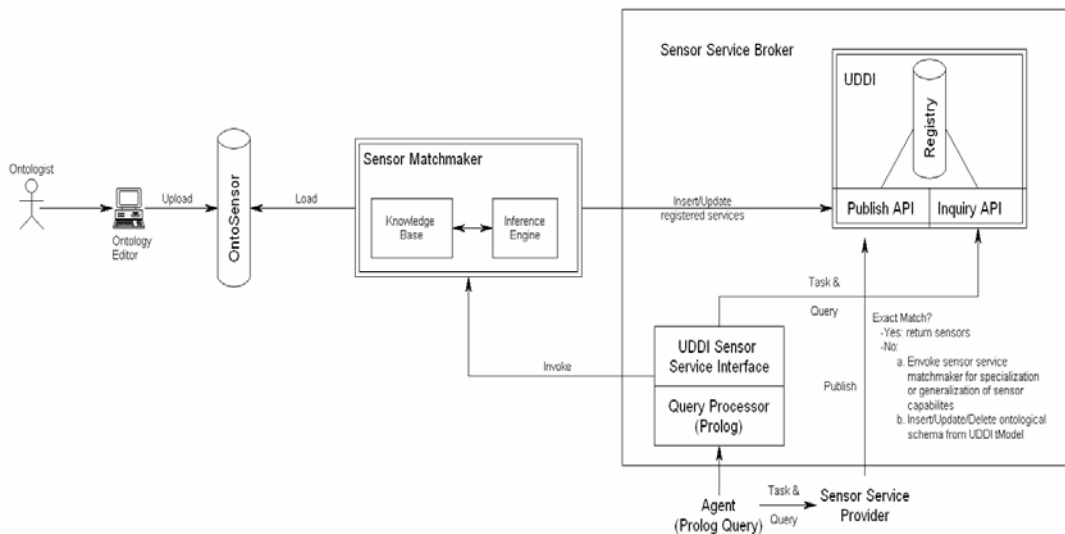 Sensor Service Broker
UDDI
Registry
Publish API
Inquiry API
Ontologist
Ontology
Editor
Upload
OntoSensor
Load
Sensor Matchmaker
Knowledge
Base
Inference
Engine
Insert/Update
registered services
Invoke
Task &
Query
UDDI Sensor
Service Interface
Query Processor
(Prolog)
Publish
Exact Match?
-Yes: return sensors
-No:
a. Envoke sensor service
matchmaker for specialization
or generalization of sensor
capabilites
b. Insert/Update/Delete ontological
schema from UDDI tModel
Agent
(Prolog Query)
Task &
Query
Sensor Service
Provider